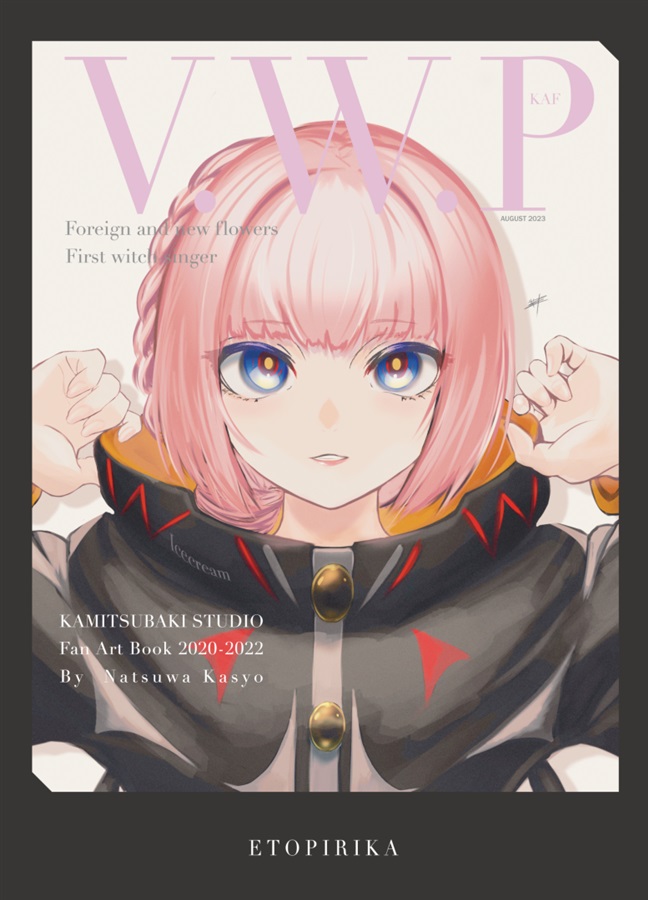 V.W.P
KAF
AUGUST 2023
Foreign and new flowers
First witch singer
Icecream
KAMITSUBAKI STUDIO
Fan Art Book 2020-2022
By Natsuwa Kasyo
ETOPIRIKA